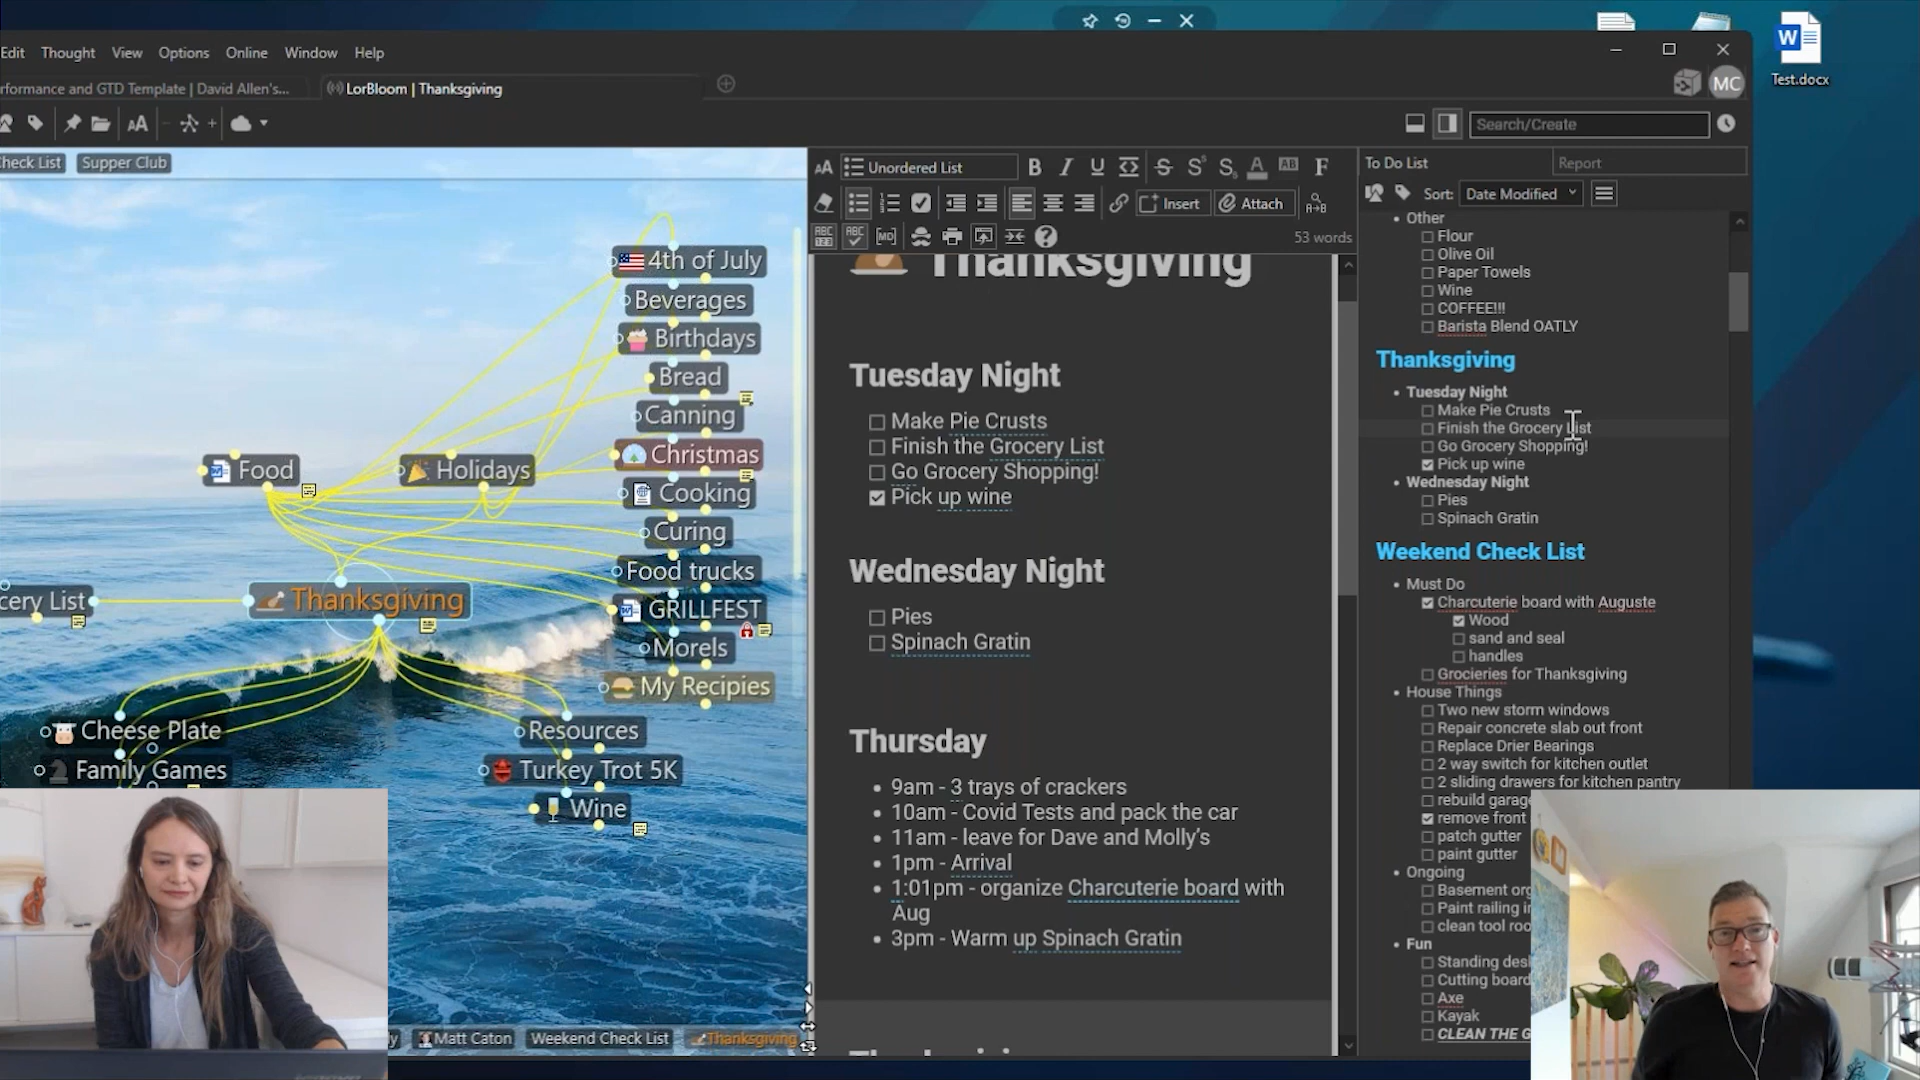 Edit Thought View Options Online Window Help
Test.docx
rformance and GTD Template | David Allen's...
LorBloom | Thanksgiving
MC
Search/Create
Check List
Supper Club
4th of July
Beverages
Birthdays
Bread
Canning
Christmas
Cooking
Curing
Food trucks
GRILLFEST
Morels
My Recipies
Food
Holidays
cery List
Thanksgiving
Cheese Plate
Family Games
Resources
Turkey Trot 5K
Wine
Matt Caton
Weekend Check List
Thanksgiving
Unordered List
Insert
Attach
53 words
Thanksgiving
Tuesday Night
Make Pie Crusts
Finish the Grocery List
Go Grocery Shopping!
Pick up wine
Wednesday Night
Pies
Spinach Gratin
Thursday
9am - 3 trays of crackers
10am - Covid Tests and pack the car
11am - leave for Dave and Molly's
1pm - Arrival
1:01pm - organize Charcuterie board with
Aug
3pm - Warm up Spinach Gratin
To Do List
Report
Sort: Date Modified
Other
Flour
Olive Oil
Paper Towels
Wine
COFFEE!!!
Barista Blend OATLY
Thanksgiving
Tuesday Night
Make Pie Crusts
Finish the Grocery List
Go Grocery Shopping!
Pick up wine
Wednesday Night
Pies
Spinach Gratin
Weekend Check List
Must Do
Charcuterie board with Auguste
Wood
sand and seal
handles
Grocieries for Thanksgiving
House Things
Two new storm windows
Repair concrete slab out front
Replace Drier Bearings
2 way switch for kitchen outlet
2 sliding drawers for kitchen pantry
rebuild garage
remove front
patch gutter
paint gutter
Ongoing
Basement org
Paint railing in
clean tool roo
Fun
Standing des
Cutting board
Axe
Kayak
CLEAN THE G